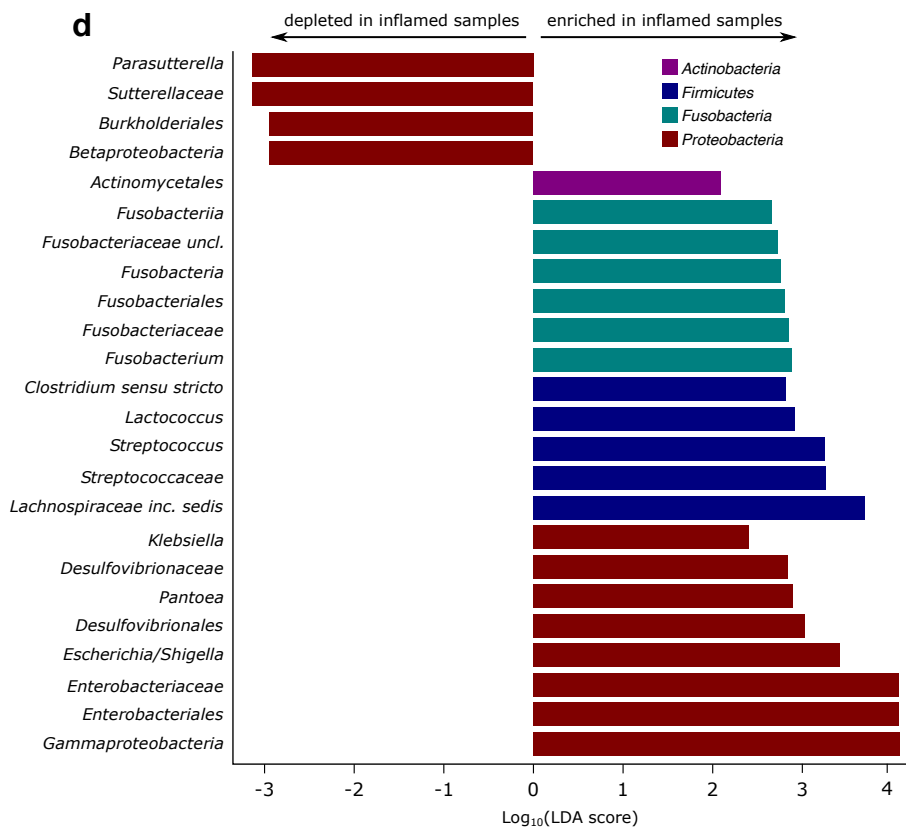 d
depleted in inflamed samples
enriched in inflamed samples
Actinobacteria
Firmicutes
Fusobacteria
Proteobacteria
Parasutterella
Sutterellaceae
Burkholderiales
Betaproteobacteria
Actinomycetales
Fusobacteriia
Fusobacteriaceae uncl.
Fusobacteria
Fusobacteriales
Fusobacteriaceae
Fusobacterium
Clostridium sensu stricto
Lactococcus
Streptococcus
Streptococcaceae
Lachnospiraceae inc. sedis
Klebsiella
Desulfovibrionaceae
Pantoea
Desulfovibrionales
Escherichia/Shigella
Enterobacteriaceae
Enterobacteriales
Gammaproteobacteria
-3 -2 -1 0 1 2 3 4
Log₁₀(LDA score)